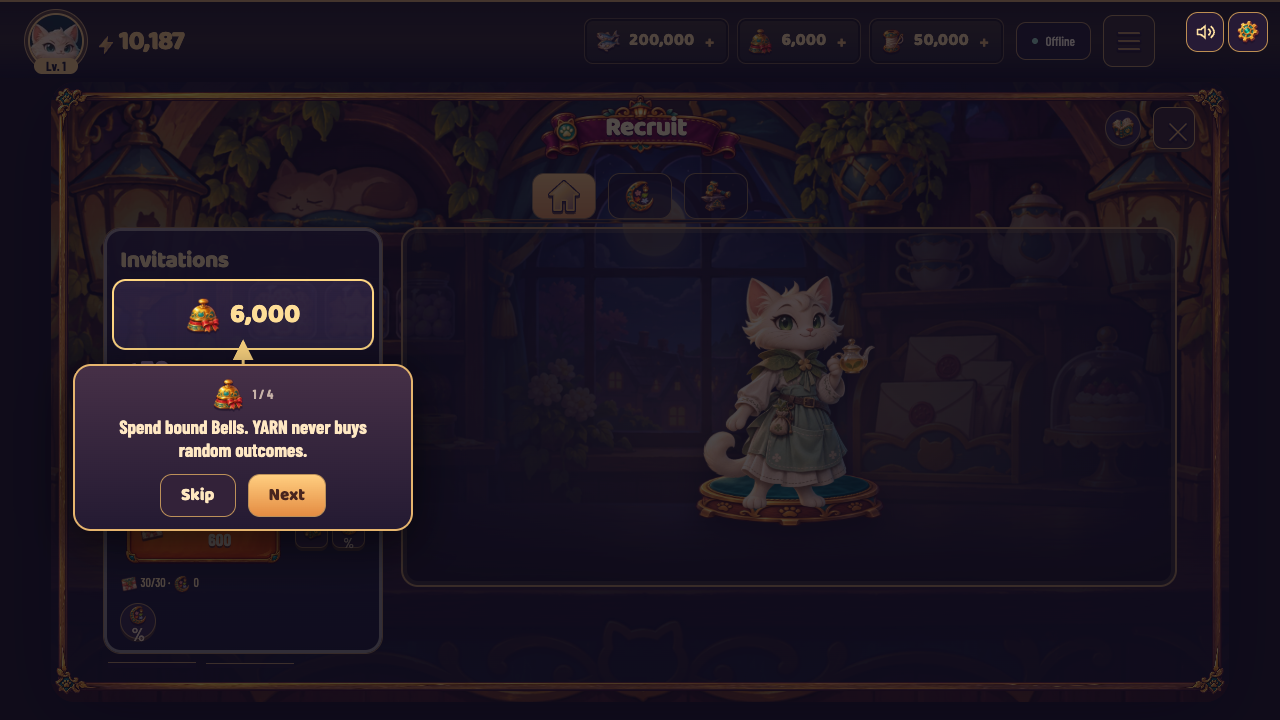 10,187
Lv. 1
200,000 +
6,000 +
50,000 +
Offline
Recruit
Invitations
6,000
1 / 4
Spend bound Bells. YARN never buys
random outcomes.
Skip
Next
600
%
30/30 ·
0
%